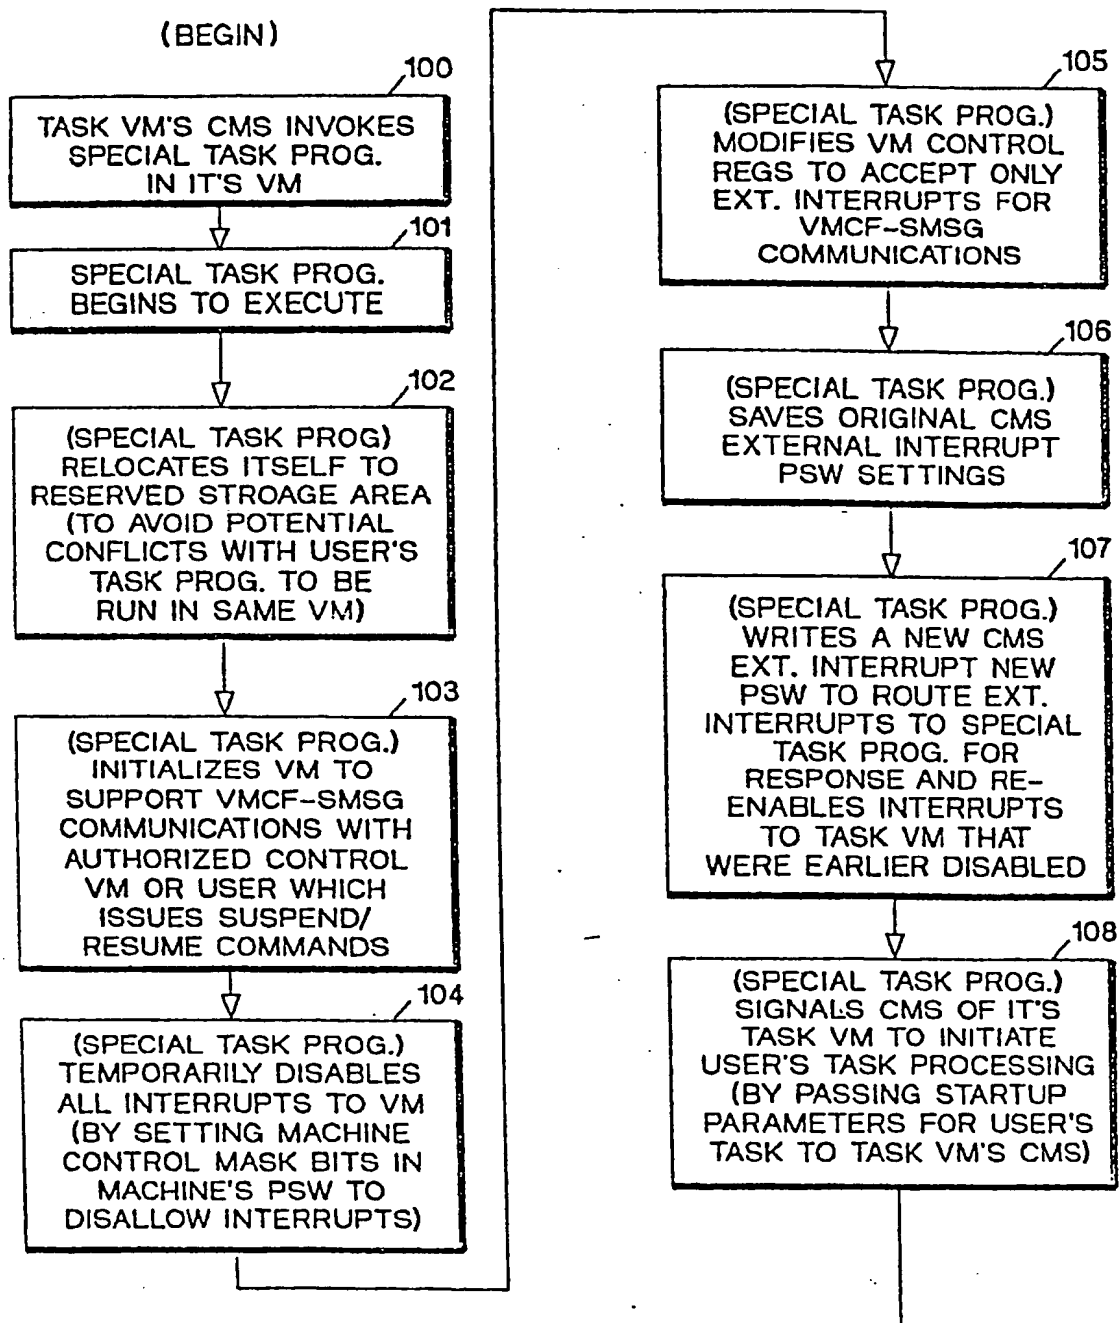 (BEGIN)
100
TASK VM'S CMS INVOKES
SPECIAL TASK PROG.
IN IT'S VM
101
SPECIAL TASK PROG.
BEGINS TO EXECUTE
102
(SPECIAL TASK PROG)
RELOCATES ITSELF TO
RESERVED STROAGE AREA
(TO AVOID POTENTIAL
CONFLICTS WITH USER'S
TASK PROG. TO BE
RUN IN SAME VM)
103
(SPECIAL TASK PROG.)
INITIALIZES VM TO
SUPPORT VMCF-SMSG
COMMUNICATIONS WITH
AUTHORIZED CONTROL
VM OR USER WHICH
ISSUES SUSPEND/
RESUME COMMANDS
104
(SPECIAL TASK PROG.)
TEMPORARILY DISABLES
ALL INTERRUPTS TO VM
(BY SETTING MACHINE
CONTROL MASK BITS IN
MACHINE'S PSW TO
DISALLOW INTERRUPTS)
105
(SPECIAL TASK PROG.)
MODIFIES VM CONTROL
REGS TO ACCEPT ONLY
EXT. INTERRUPTS FOR
VMCF-SMSG
COMMUNICATIONS
106
(SPECIAL TASK PROG.)
SAVES ORIGINAL CMS
EXTERNAL INTERRUPT
PSW SETTINGS
107
(SPECIAL TASK PROG.)
WRITES A NEW CMS
EXT. INTERRUPT NEW
PSW TO ROUTE EXT.
INTERRUPTS TO SPECIAL
TASK PROG. FOR
RESPONSE AND RE-
ENABLES INTERRUPTS
TO TASK VM THAT
WERE EARLIER DISABLED
108
(SPECIAL TASK PROG.)
SIGNALS CMS OF IT'S
TASK VM TO INITIATE
USER'S TASK PROCESSING
(BY PASSING STARTUP
PARAMETERS FOR USER'S
TASK TO TASK VM'S CMS)